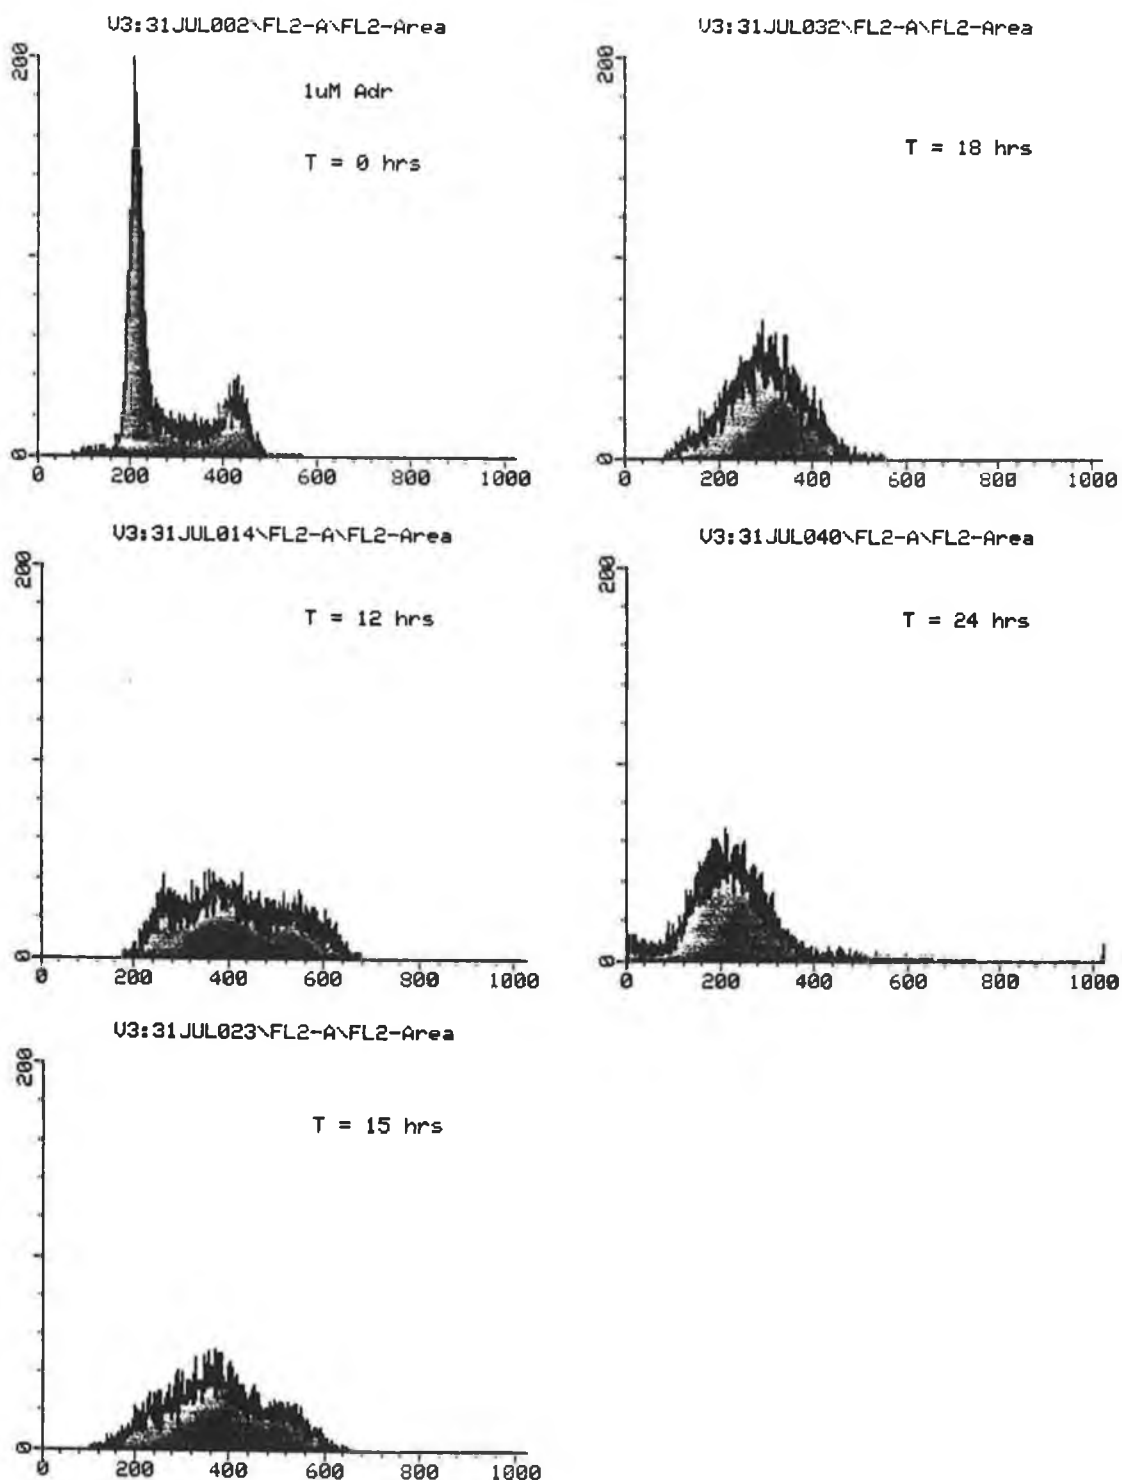 V3:31JUL002\FL2-A\FL2-Area
200
1uM Adr
T = 0 hrs
0
0 200 400 600 800 1000
V3:31JUL032\FL2-A\FL2-Area
200
T = 18 hrs
0
0 200 400 600 800 1000
V3:31JUL014\FL2-A\FL2-Area
200
T = 12 hrs
0
0 200 400 600 800 1000
V3:31JUL040\FL2-A\FL2-Area
200
T = 24 hrs
0
0 200 400 600 800 1000
V3:31JUL023\FL2-A\FL2-Area
200
T = 15 hrs
0
0 200 400 600 800 1000